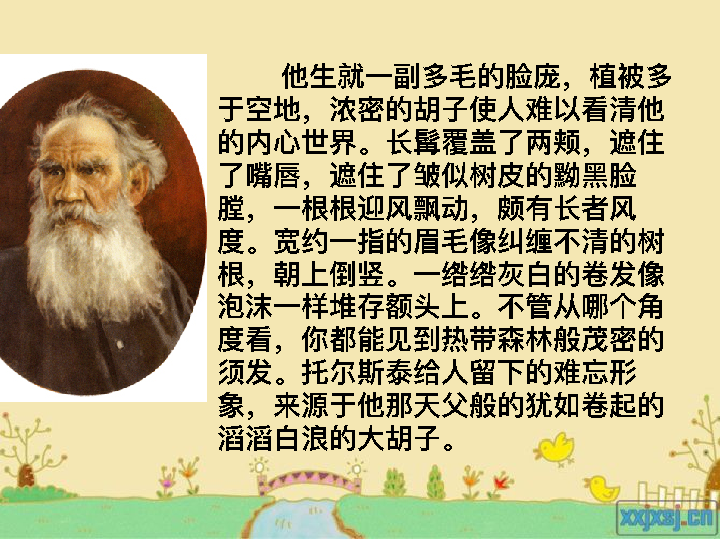 他生就一副多毛的脸庞，植被多
于空地，浓密的胡子使人难以看清他
的内心世界。长髯覆盖了两颊，遮住
了嘴唇，遮住了皱似树皮的黝黑脸
膛，一根根迎风飘动，颇有长者风
度。宽约一指的眉毛像纠缠不清的树
根，朝上倒竖。一绺绺灰白的卷发像
泡沫一样堆存额头上。不管从哪个角
度看，你都能见到热带森林般茂密的
须发。托尔斯泰给人留下的难忘形
象，来源于他那天父般的犹如卷起的
滔滔白浪的大胡子。
xxjxsj.cn